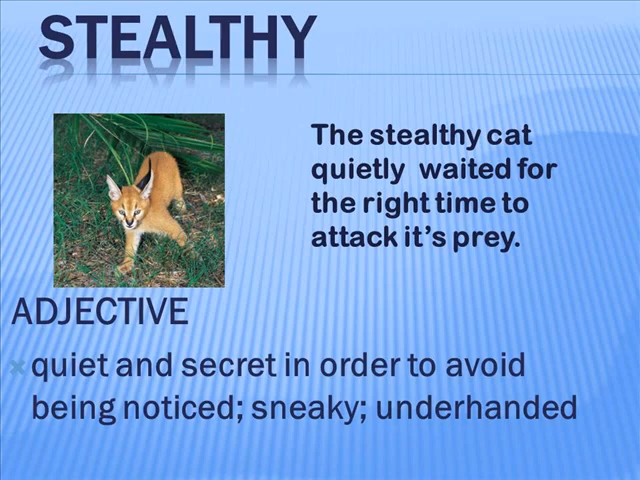 STEALTHY
The stealthy cat
quietly waited for
the right time to
attack it's prey.
ADJECTIVE
quiet and secret in order to avoid
being noticed; sneaky; underhanded